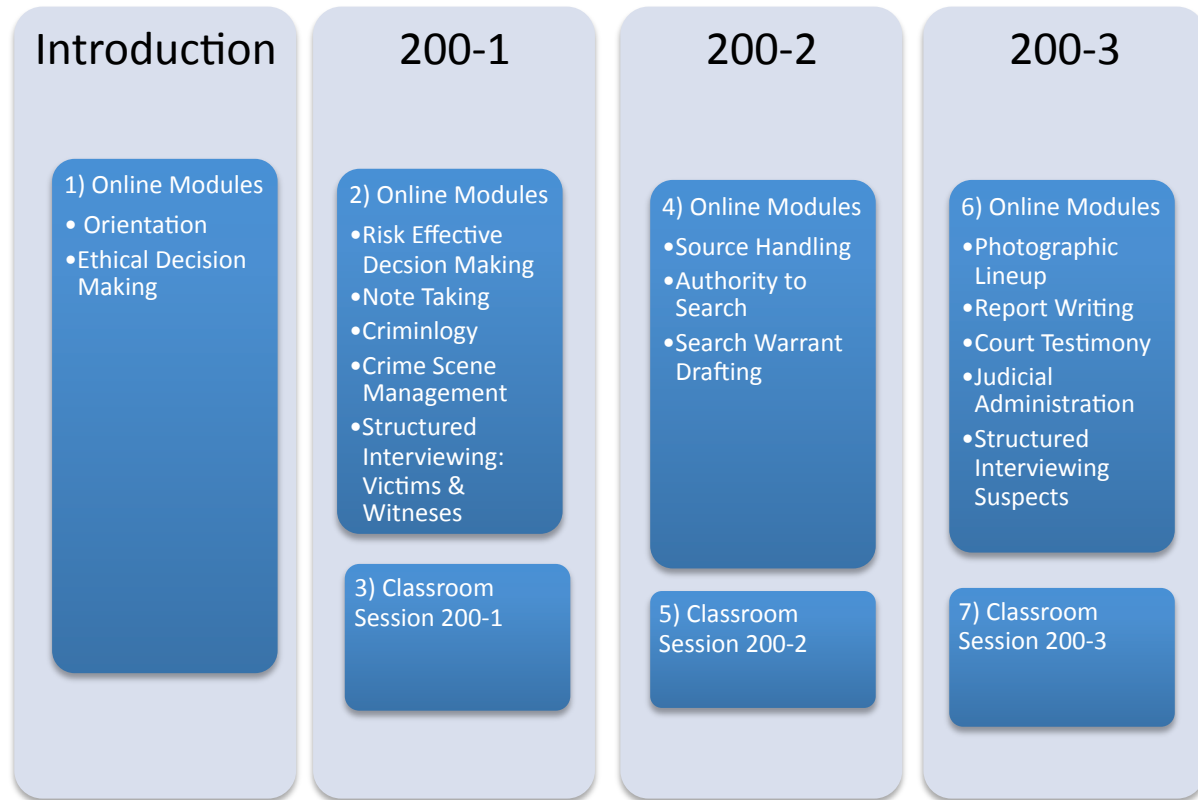 Introduction
1) Online Modules
• Orientation
•Ethical Decision
Making
200-1
2) Online Modules
•Risk Effective
Decsion Making
•Note Taking
•Criminlogy
•Crime Scene
Management
•Structured
Interviewing:
Victims &
Witneses
3) Classroom
Session 200-1
200-2
4) Online Modules
•Source Handling
•Authority to
Search
•Search Warrant
Drafting
5) Classroom
Session 200-2
200-3
6) Online Modules
•Photographic
Lineup
•Report Writing
•Court Testimony
•Judicial
Administration
•Structured
Interviewing
Suspects
7) Classroom
Session 200-3